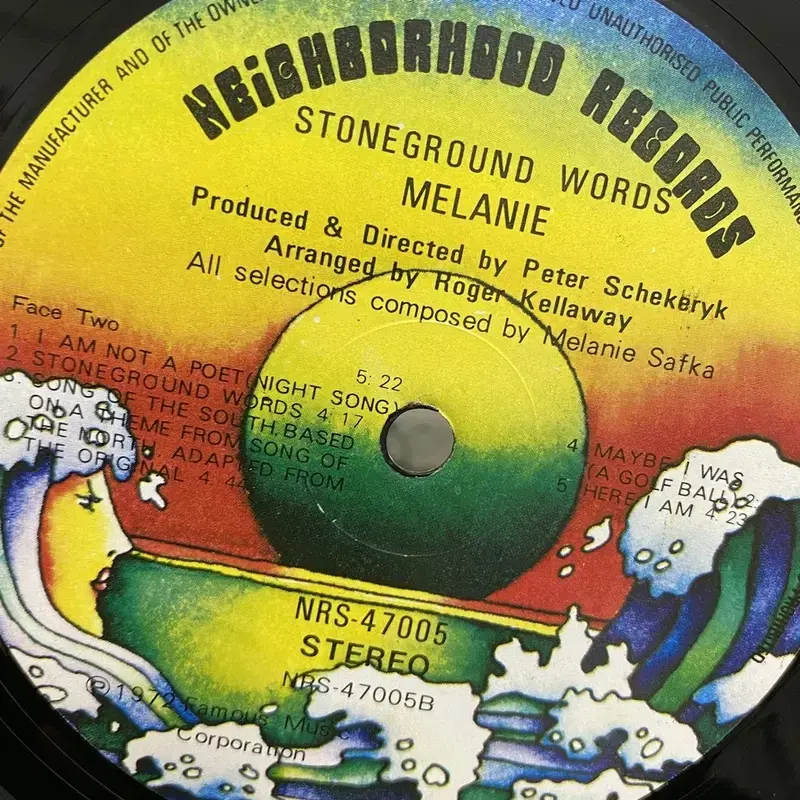 OF THE MANUFACTURER AND OF THE OWNE
UNAUTHORISED PUBLIC PERFORMAN
NEiGHBORHOOD RECORDS
STONEGROUND WORDS
MELANIE
Produced & Directed by Peter Schekeryk
Arranged by Roger Kellaway
All selections composed by Melanie Safka
Face Two
1. I AM NOT A POET (NIGHT SONG) 5:22
2. STONEGROUND WORDS 4:17
3. SONG OF THE SOUTH, BASED
ON A THEME FROM SONG OF
THE NORTH, ADAPTED FROM
THE ORIGINAL 4:44
4 MAYBE I WAS
(A GOLF BALL) 2:
5 HERE I AM 4:23
NRS-47005
STEREO
NRS-47005B
℗ 1972 Famous Music
Corporation